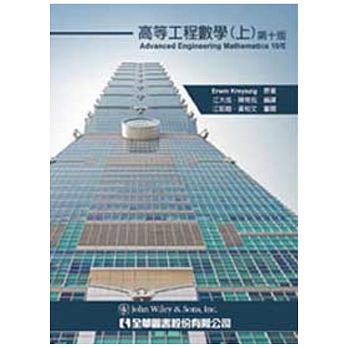 高等工程數學(上) 第十版
Advanced Engineering Mathematics 10/E
Erwin Kreyszig 原著
江大成．陳常侃 編譯
江昭皚．黃柏文 審閱
John Wiley & Sons, Inc.
全華圖書股份有限公司